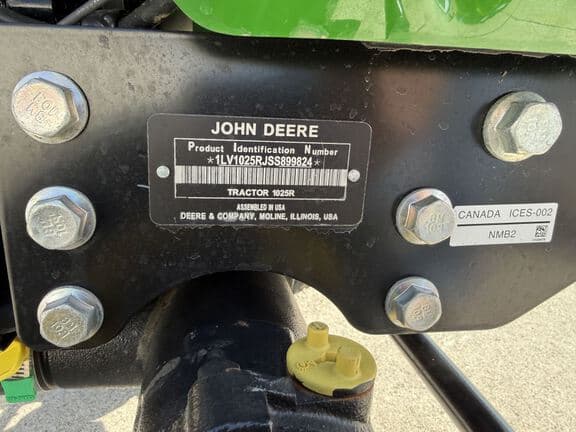 JOHN DEERE
Product Identification Number
*1LV1025RJSS899824*
TRACTOR 1025R
ASSEMBLED IN USA
DEERE & COMPANY, MOLINE, ILLINOIS, USA
CANADA ICES-002
NMB2